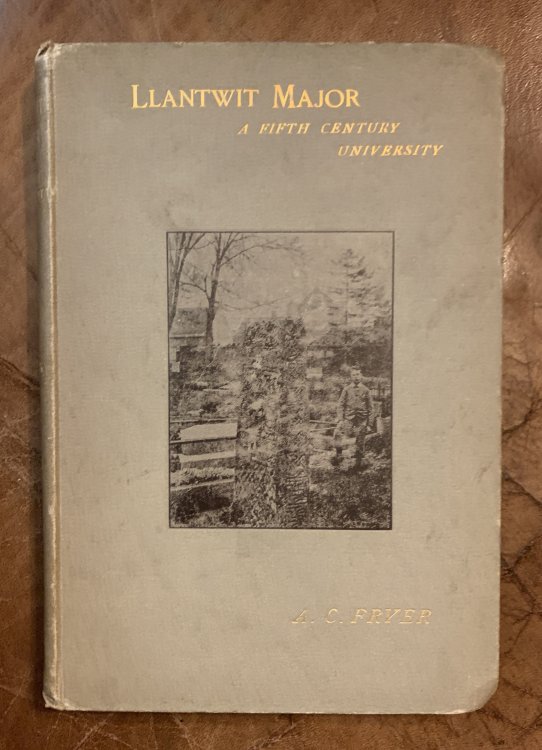 LLANTWIT MAJOR
A FIFTH CENTURY
UNIVERSITY
A. C. FRYER